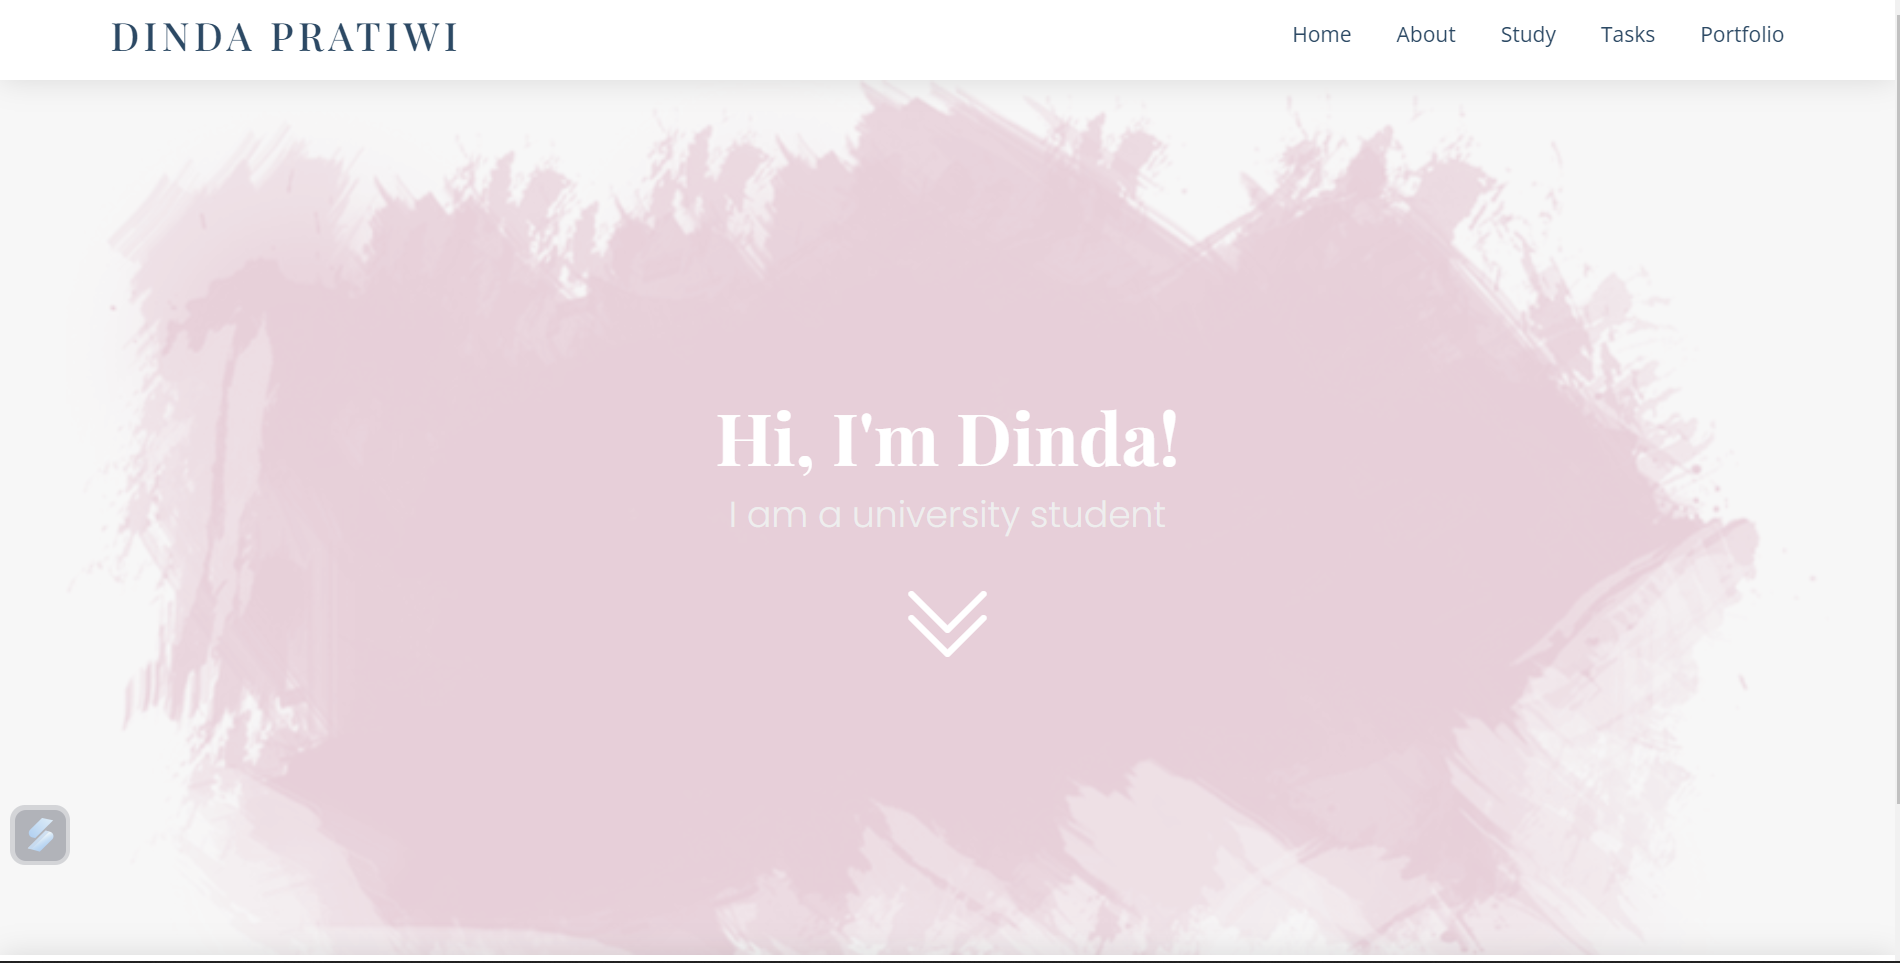 DINDA PRATIWI
Home About Study Tasks Portfolio
Hi, I'm Dinda!
I am a university student